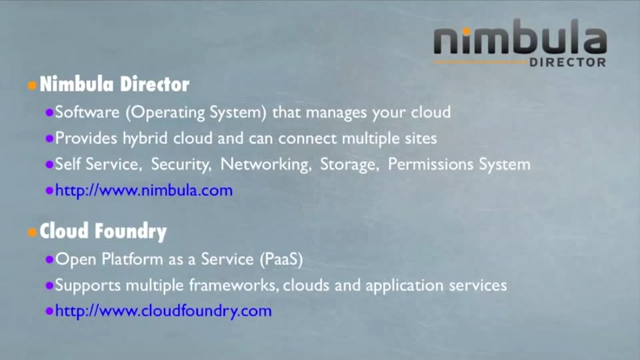 nimbula
DIRECTOR
Nimbula Director
Software (Operating System) that manages your cloud
Provides hybrid cloud and can connect multiple sites
Self Service, Security, Networking, Storage, Permissions System
http://www.nimbula.com
Cloud Foundry
Open Platform as a Service (PaaS)
Supports multiple frameworks, clouds and application services
http://www.cloudfoundry.com